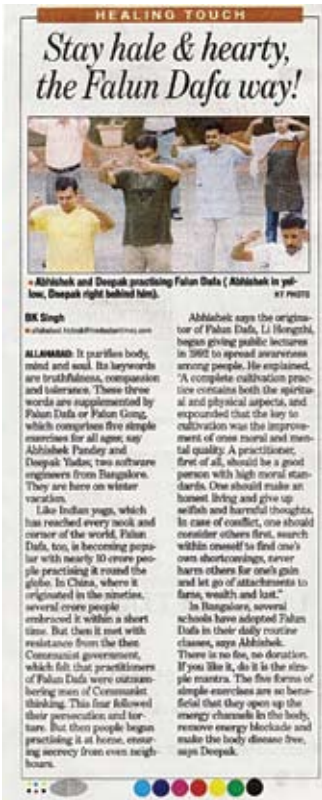 HEALING TOUCH
Stay hale & hearty,
the Falun Dafa way!
Abhishek and Deepak practising Falun Dafa ( Abhishek in yel-
low, Deepak right behind him).
HT PHOTO
BK Singh
ALLAHABAD: It purifies body,
mind and soul. Its keywords
are truthfulness, compassion
and tolerance. These three
words are supplemented by
Falun Dafa or Falun Gong,
which comprises five simple
exercises for all ages, say
Abhishek Pandey and
Deepak Yadav, two software
engineers from Bangalore.
They are here on winter
vacation.
Like Indian yoga, which
has reached every nook and
corner of the world, Falun
Dafa, too, is becoming popu-
lar with nearly 10 crore peo-
ple practising it round the
globe. In China, where it
originated in the nineties,
several crore people
embraced it within a short
time. But then it met with
resistance from the then
Communist government,
which felt that practitioners
of Falun Dafa were outnum-
bering men of Communist
thinking. This fear followed
their persecution and tor-
ture. But then people began
practising it at home, ensur-
ing secrecy from even neigh-
bours.
Abhishek says the origina-
tor of Falun Dafa, Li Hongzhi,
began giving public lectures
in 1992 to spread awareness
among people. He explained,
"A complete cultivation prac-
tice contains both the spiritu-
al and physical aspects, and
expounded that the key to
cultivation was the improve-
ment of ones moral and men-
tal quality. A practitioner,
first of all, should be a good
person with high moral stan-
dards. One should make an
honest living and give up
selfish and harmful thoughts.
In case of conflict, one should
consider others first, search
within oneself to find one's
own shortcomings, never
harm others for one's gain
and let go of attachments to
fame, wealth and lust."
In Bangalore, several
schools have adopted Falun
Dafa in their daily routine
classes, says Abhishek.
There is no fee, no donation.
If you like it, do it is the sim-
ple mantra. The five forms of
simple exercises are so bene-
ficial that they open up the
energy channels in the body,
remove energy blockade and
make the body disease free,
says Deepak.